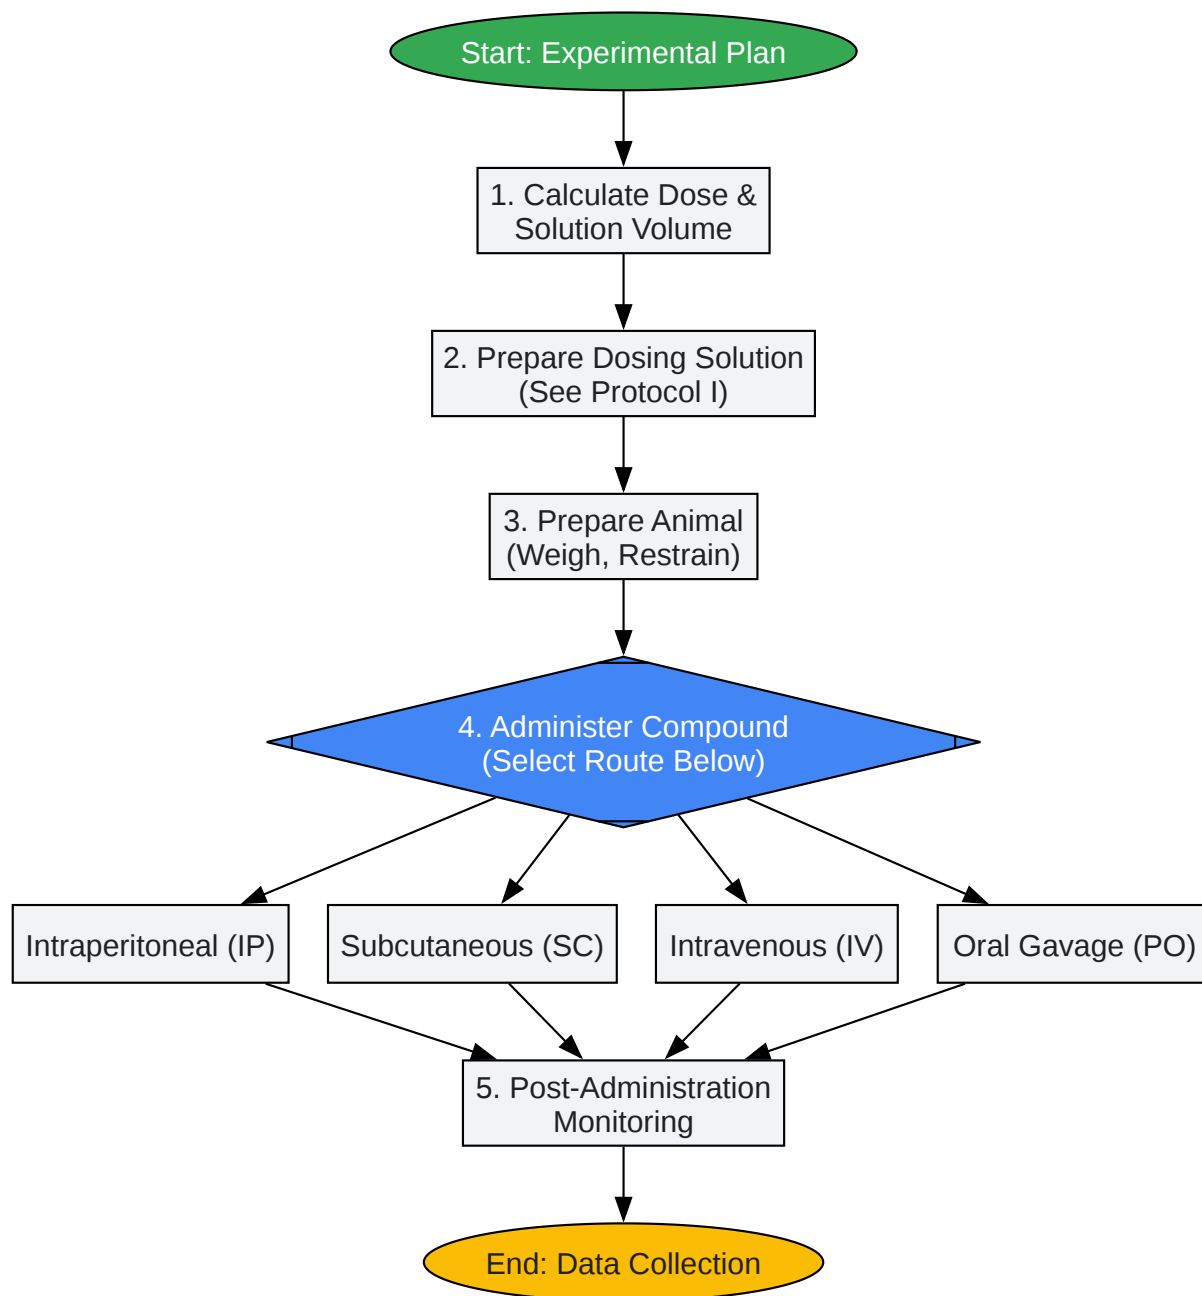 Start: Experimental Plan
1. Calculate Dose &
Solution Volume
2. Prepare Dosing Solution
(See Protocol I)
3. Prepare Animal
(Weigh, Restrain)
4. Administer Compound
(Select Route Below)
Intraperitoneal (IP)
Subcutaneous (SC)
Intravenous (IV)
Oral Gavage (PO)
5. Post-Administration
Monitoring
End: Data Collection